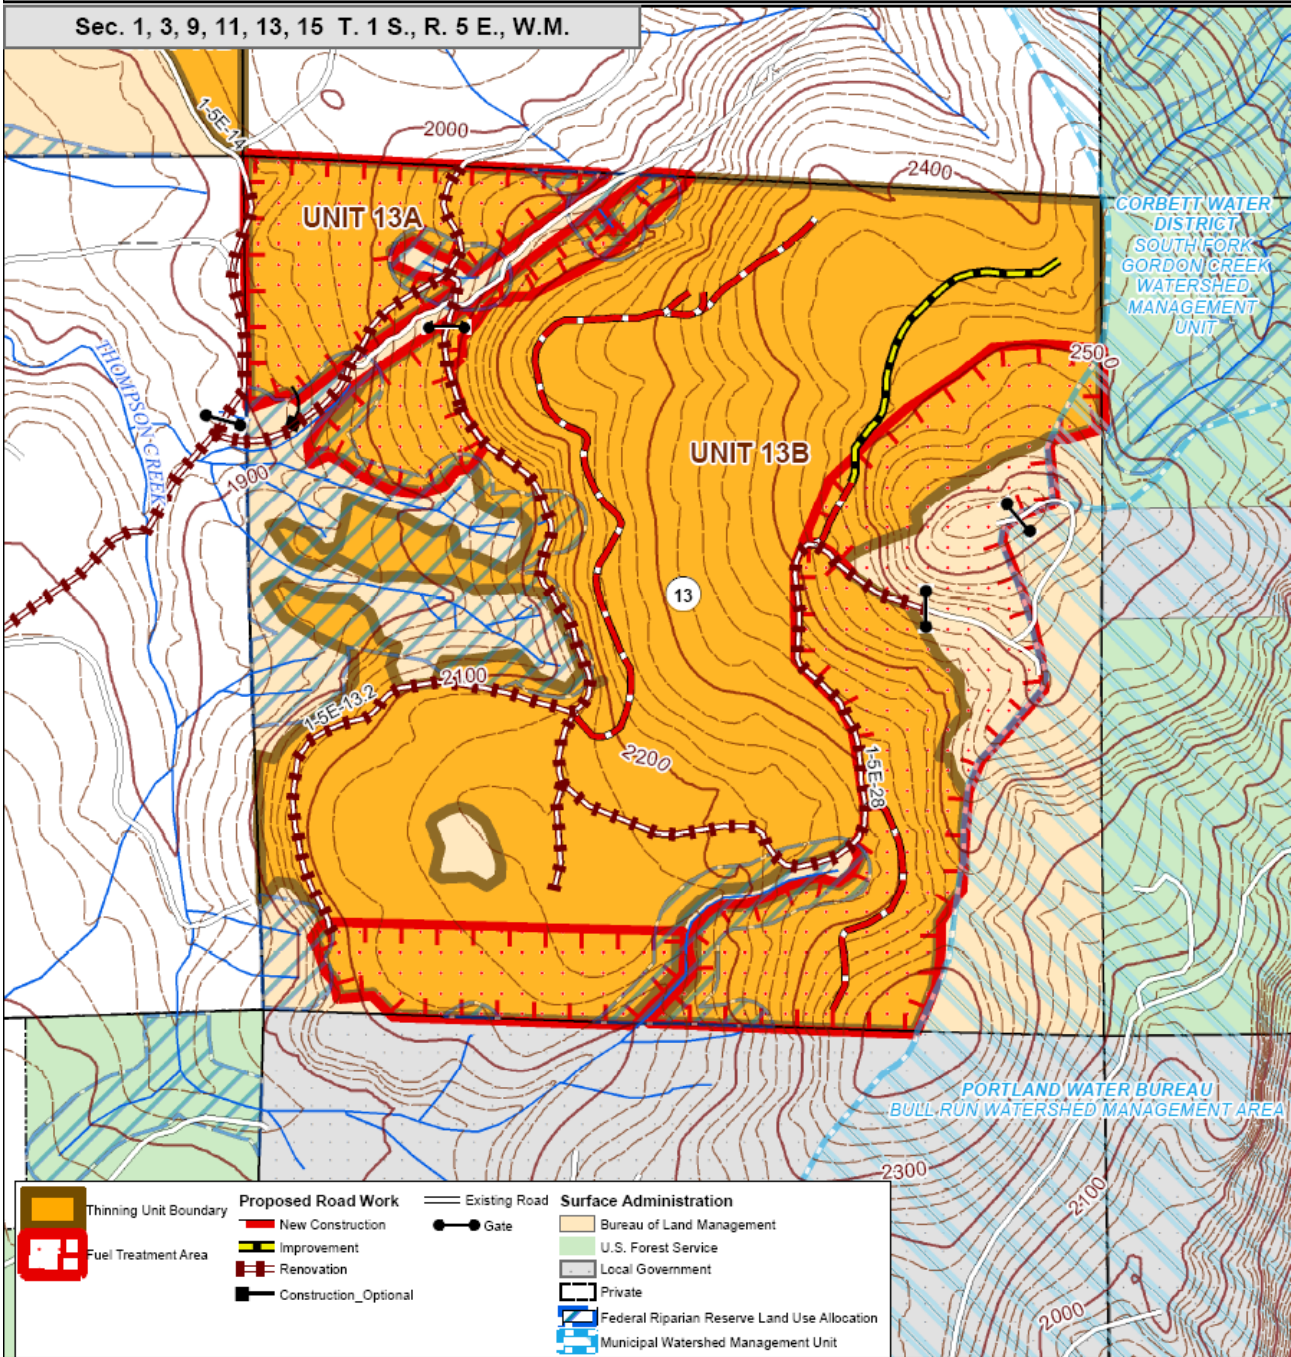 Sec. 1, 3, 9, 11, 13, 15  T. 1 S., R. 5 E., W.M.
1-5E-14
2000
2400
UNIT 13A
CORBETT WATER
DISTRICT
SOUTH FORK
GORDON CREEK
WATERSHED
MANAGEMENT
UNIT
THOMPSON CREEK
2500
UNIT 13B
1900
13
2100
1-5E-13.2
2200
1-5E-28
PORTLAND WATER BUREAU
BULL RUN WATERSHED MANAGEMENT AREA
2300
2100
2000
Thinning Unit Boundary
Fuel Treatment Area
Proposed Road Work
New Construction
Improvement
Renovation
Construction_Optional
Existing Road
Gate
Surface Administration
Bureau of Land Management
U.S. Forest Service
Local Government
Private
Federal Riparian Reserve Land Use Allocation
Municipal Watershed Management Unit